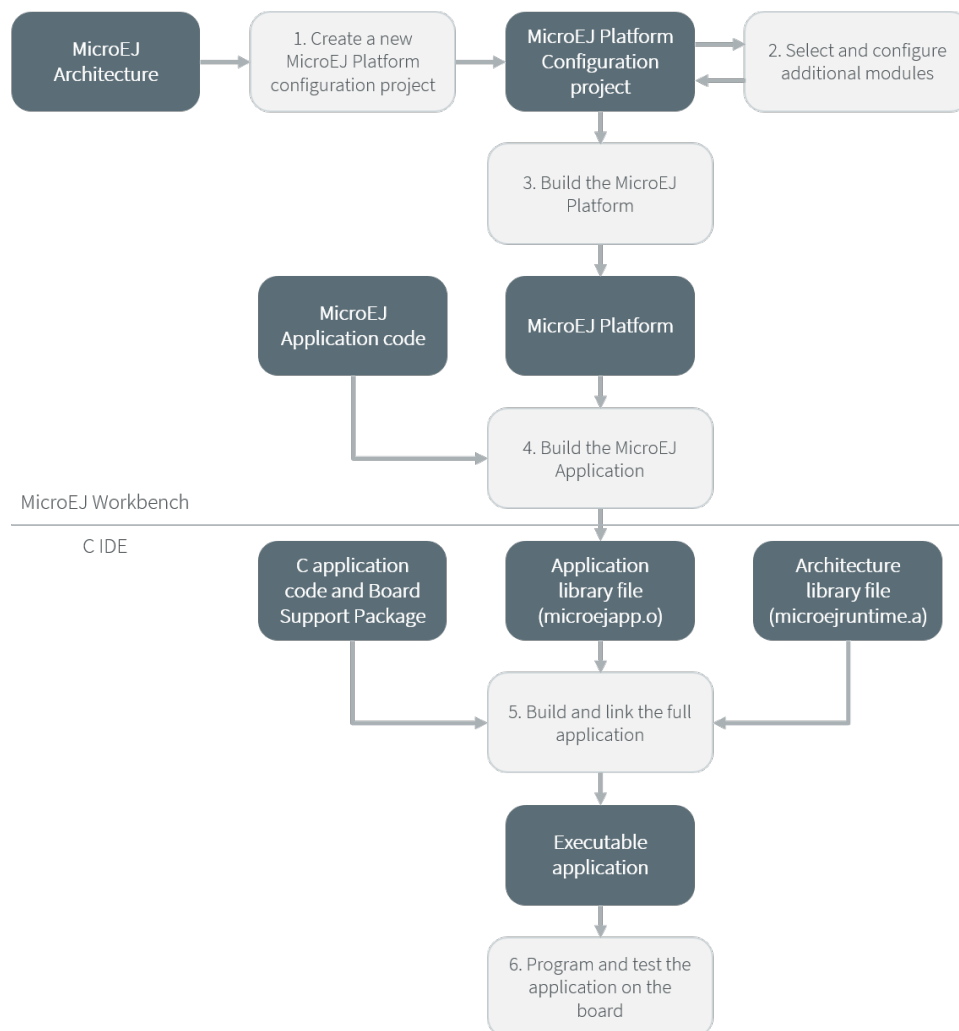 MicroEJ
Architecture
1. Create a new
MicroEJ Platform
configuration project
MicroEJ Platform
Configuration
project
2. Select and configure
additional modules
3. Build the MicroEJ
Platform
MicroEJ
Application code
MicroEJ Platform
4. Build the MicroEJ
Application
MicroEJ Workbench
C IDE
C application
code and Board
Support Package
Application
library file
(microejapp.o)
Architecture
library file
(microejruntime.a)
5. Build and link the full
application
Executable
application
6. Program and test the
application on the
board